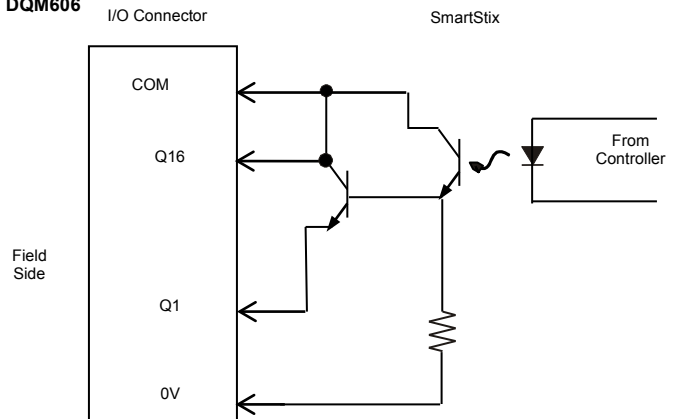 DQM606
I/O Connector
SmartStix
COM
From
Controller
Q16
Field
Side
Q1
0V